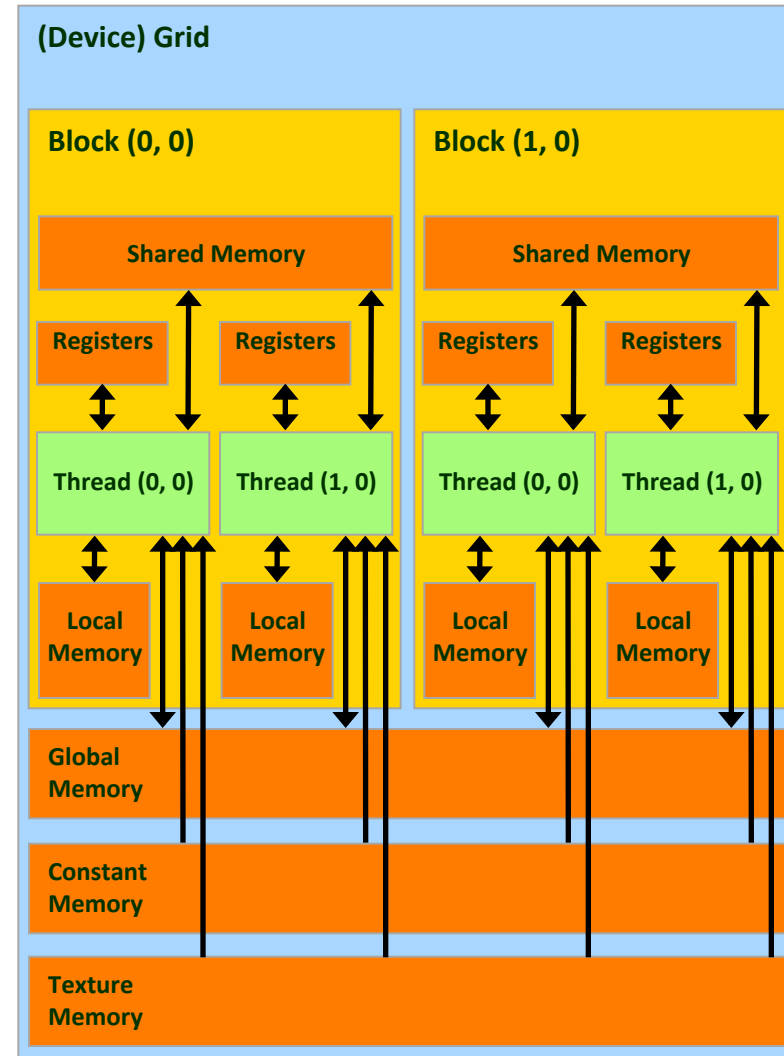 (Device) Grid
Block (0, 0)
Block (1, 0)
Shared Memory
Shared Memory
Registers
Registers
Registers
Registers
Thread (0, 0)
Thread (1, 0)
Thread (0, 0)
Thread (1, 0)
Local
Memory
Local
Memory
Local
Memory
Local
Memory
Global
Memory
Constant
Memory
Texture
Memory